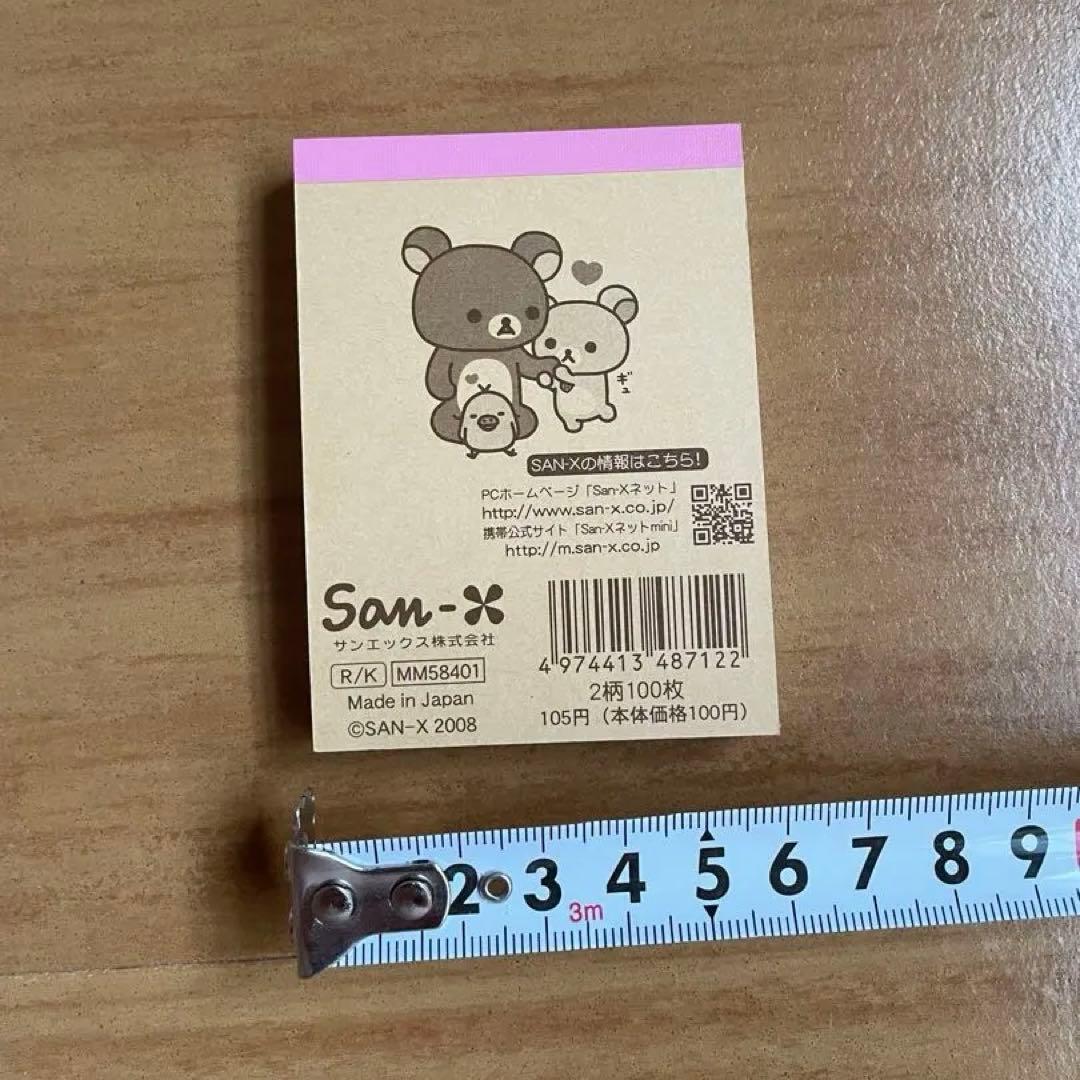 ギュ
SAN-Xの情報はこちら!
PCホームページ「San-Xネット」
http://www.san-x.co.jp/
携帯公式サイト「San-Xネットmini」
http://m.san-x.co.jp
San-X
サンエックス株式会社
R/K MM58401
Made in Japan
©SAN-X 2008
4 974413 487122
2柄100枚
105円(本体価格100円)
2 3 4 5 6 7 8 9
3m